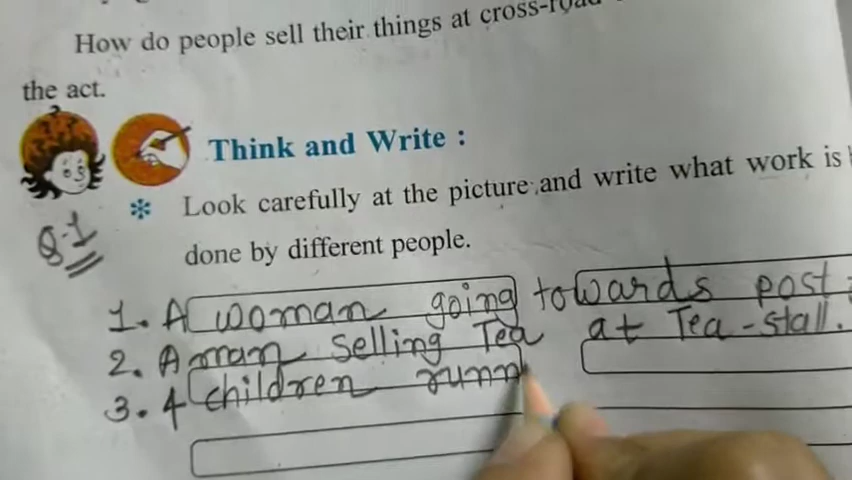 How do people sell their things at cross-road
the act.
Think and Write :
Q.1
* Look carefully at the picture and write what work is
done by different people.
1. A woman going towards post
2. A man selling Tea at Tea-stall.
3. 4 children runn